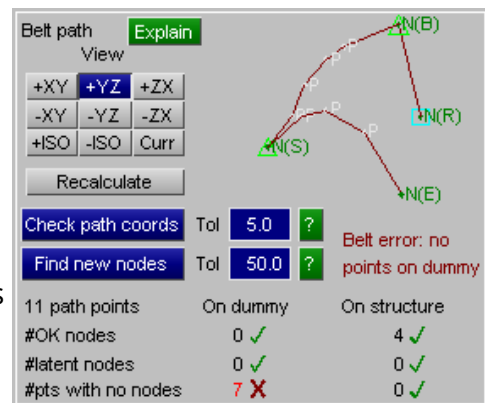 Belt path Explain
View
+XY +YZ +ZX
-XY -YZ -ZX
+ISO -ISO Curr
Recalculate
N(B)
P
P
P
PP P
P
N(R)
N(S)
N(E)
Check path coords Tol 5.0 ?
Find new nodes Tol 50.0 ?
Belt error: no
points on dummy
s
11 path points On dummy On structure
#OK nodes 0 ✓ 4 ✓
#latent nodes 0 ✓ 0 ✓
#pts with no nodes 7 X 0 ✓